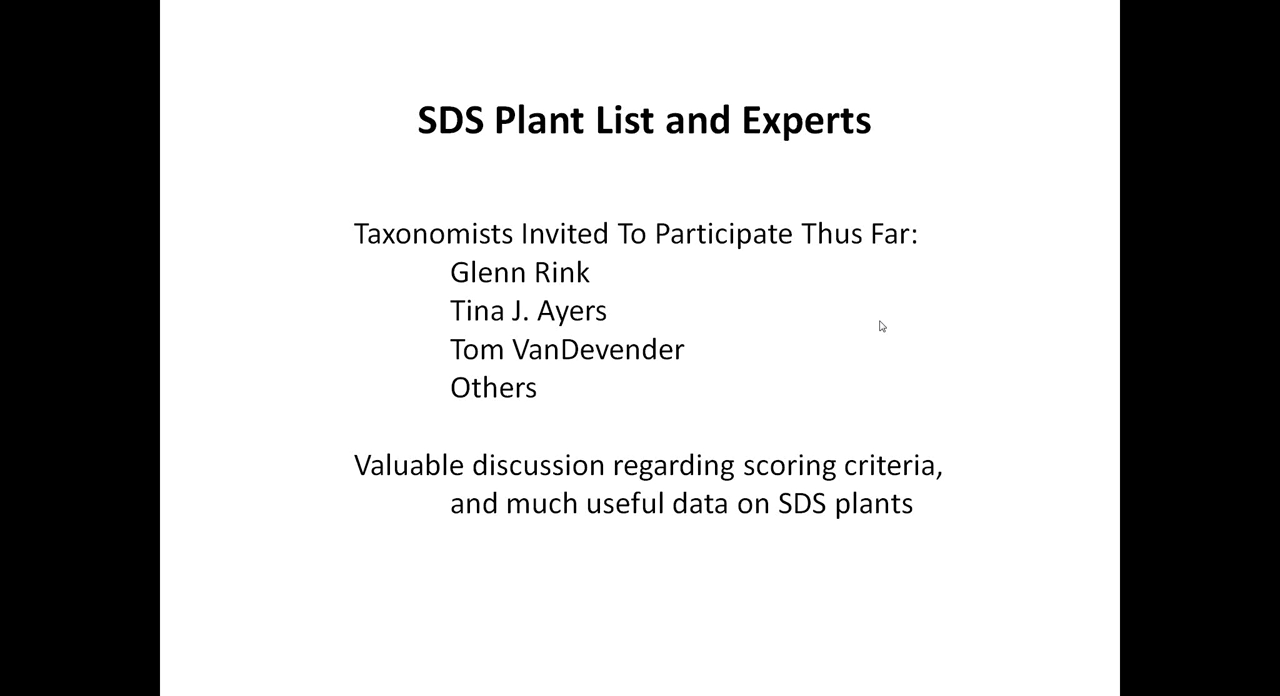 SDS Plant List and Experts
Taxonomists Invited To Participate Thus Far:
Glenn Rink
Tina J. Ayers
Tom VanDevender
Others
Valuable discussion regarding scoring criteria,
and much useful data on SDS plants